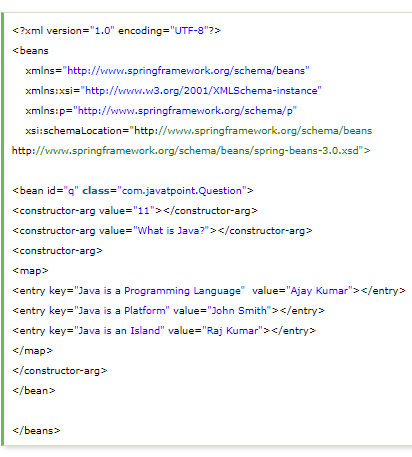 <?xml version="1.0" encoding="UTF-8"?>
<beans
xmlns="http://www.springframework.org/schema/beans"
xmlns:xsi="http://www.w3.org/2001/XMLSchema-instance"
xmlns:p="http://www.springframework.org/schema/p"
xsi:schemaLocation="http://www.springframework.org/schema/beans
http://www.springframework.org/schema/beans/spring-beans-3.0.xsd">
<bean id="q" class="com.javatpoint.Question">
<constructor-arg value="11"></constructor-arg>
<constructor-arg value="What is Java?"></constructor-arg>
<constructor-arg>
<map>
<entry key="Java is a Programming Language"  value="Ajay Kumar"></entry>
<entry key="Java is a Platform" value="John Smith"></entry>
<entry key="Java is an Island" value="Raj Kumar"></entry>
</map>
</constructor-arg>
</bean>
</beans>